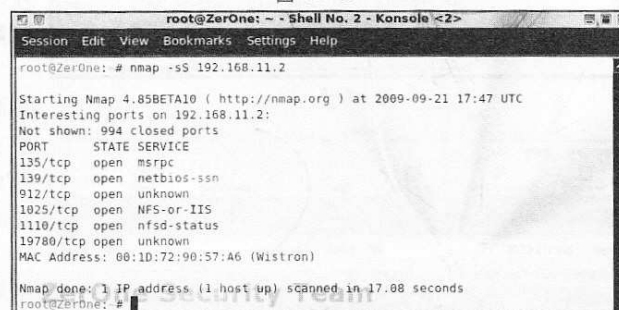 root@ZerOne: ~ - Shell No. 2 - Konsole <2>
Session Edit View Bookmarks Settings Help
root@ZerOne:~# nmap -sS 192.168.11.2
Starting Nmap 4.85BETA10 ( http://nmap.org ) at 2009-09-21 17:47 UTC
Interesting ports on 192.168.11.2:
Not shown: 994 closed ports
PORT STATE SERVICE
135/tcp open msrpc
139/tcp open netbios-ssn
912/tcp open unknown
1025/tcp open NFS-or-IIS
1110/tcp open nfsd-status
19780/tcp open unknown
MAC Address: 00:1D:72:90:57:A6 (Wistron)
Nmap done: 1 IP address (1 host up) scanned in 17.08 seconds
ZerOne Security Team
root@ZerOne:~#